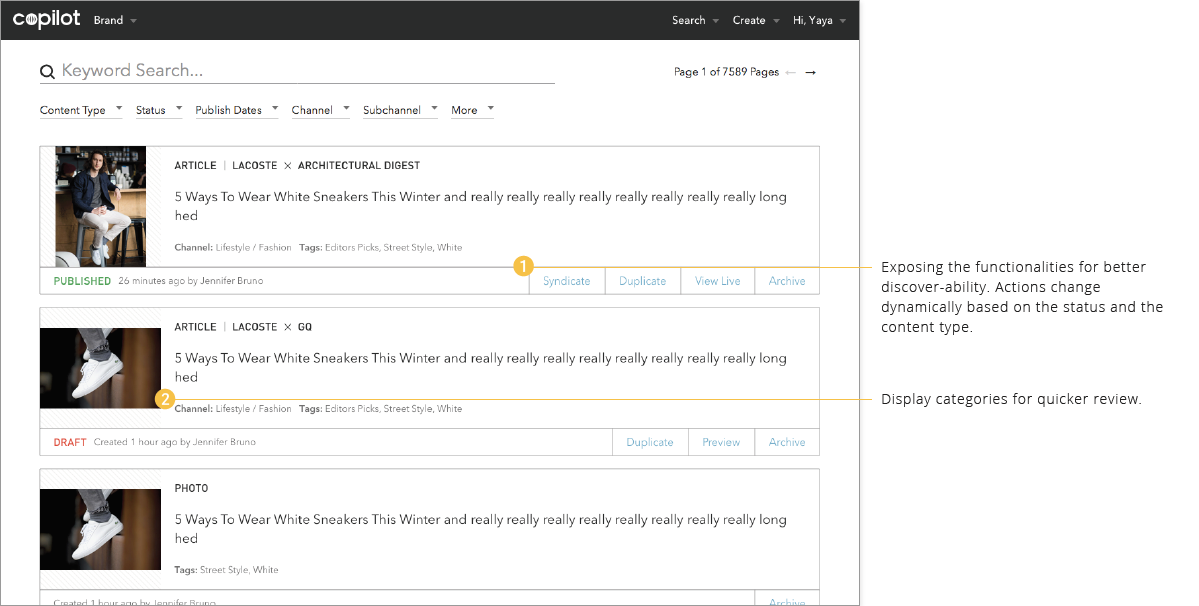 copilot Brand Search Create Hi, Yaya
Keyword Search...
Page 1 of 7589 Pages ← →
Content Type Status Publish Dates Channel Subchannel More
ARTICLE | LACOSTE × ARCHITECTURAL DIGEST
5 Ways To Wear White Sneakers This Winter and really really really really really really really really long
hed
Channel: Lifestyle / Fashion Tags: Editors Picks, Street Style, White
PUBLISHED 26 minutes ago by Jennifer Bruno
1
Syndicate Duplicate View Live Archive
Exposing the functionalities for better
discover-ability. Actions change
dynamically based on the status and the
content type.
ARTICLE | LACOSTE × GQ
5 Ways To Wear White Sneakers This Winter and really really really really really really really really long
hed
2
Channel: Lifestyle / Fashion Tags: Editors Picks, Street Style, White
Display categories for quicker review.
DRAFT Created 1 hour ago by Jennifer Bruno
Duplicate Preview Archive
PHOTO
5 Ways To Wear White Sneakers This Winter and really really really really really really really really long
hed
Tags: Street Style, White
Created 1 hour ago by Jennifer Bruno Archive